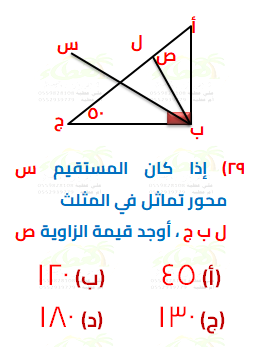 أ
س
ل
ص
٥٠
ج
ب
٢٩) إذا كان المستقيم س
محور تماثل في المثلث
ل ب ج ، أوجد قيمة الزاوية ص
(أ) ٤٥ (ب) ١٢٠
(ج) ١٣٠ (د) ١٨٠